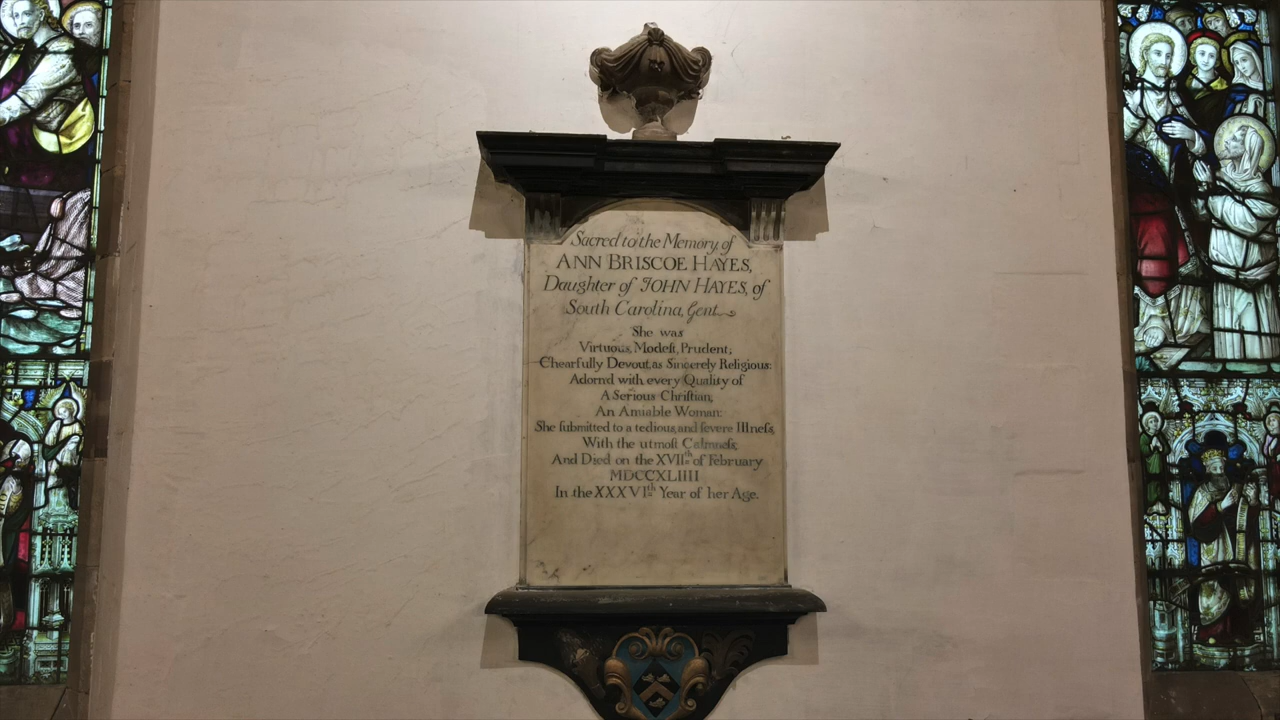 Sacred to the Memory of
ANN BRISCOE HAYES,
Daughter of JOHN HAYES, of
South Carolina, Gent.
She was
Virtuous, Modeſt, Prudent;
Chearfully Devout, as Sincerely Religious:
Adorned with every Quality of
A Serious Chriſtian,
An Amiable Woman:
She ſubmitted to a tedious, and ſevere Illneſs,
With the utmoſt Calmneſs;
And Died on the XVIIth of February
MDCCXLIIII
In the XXXVIth Year of her Age.